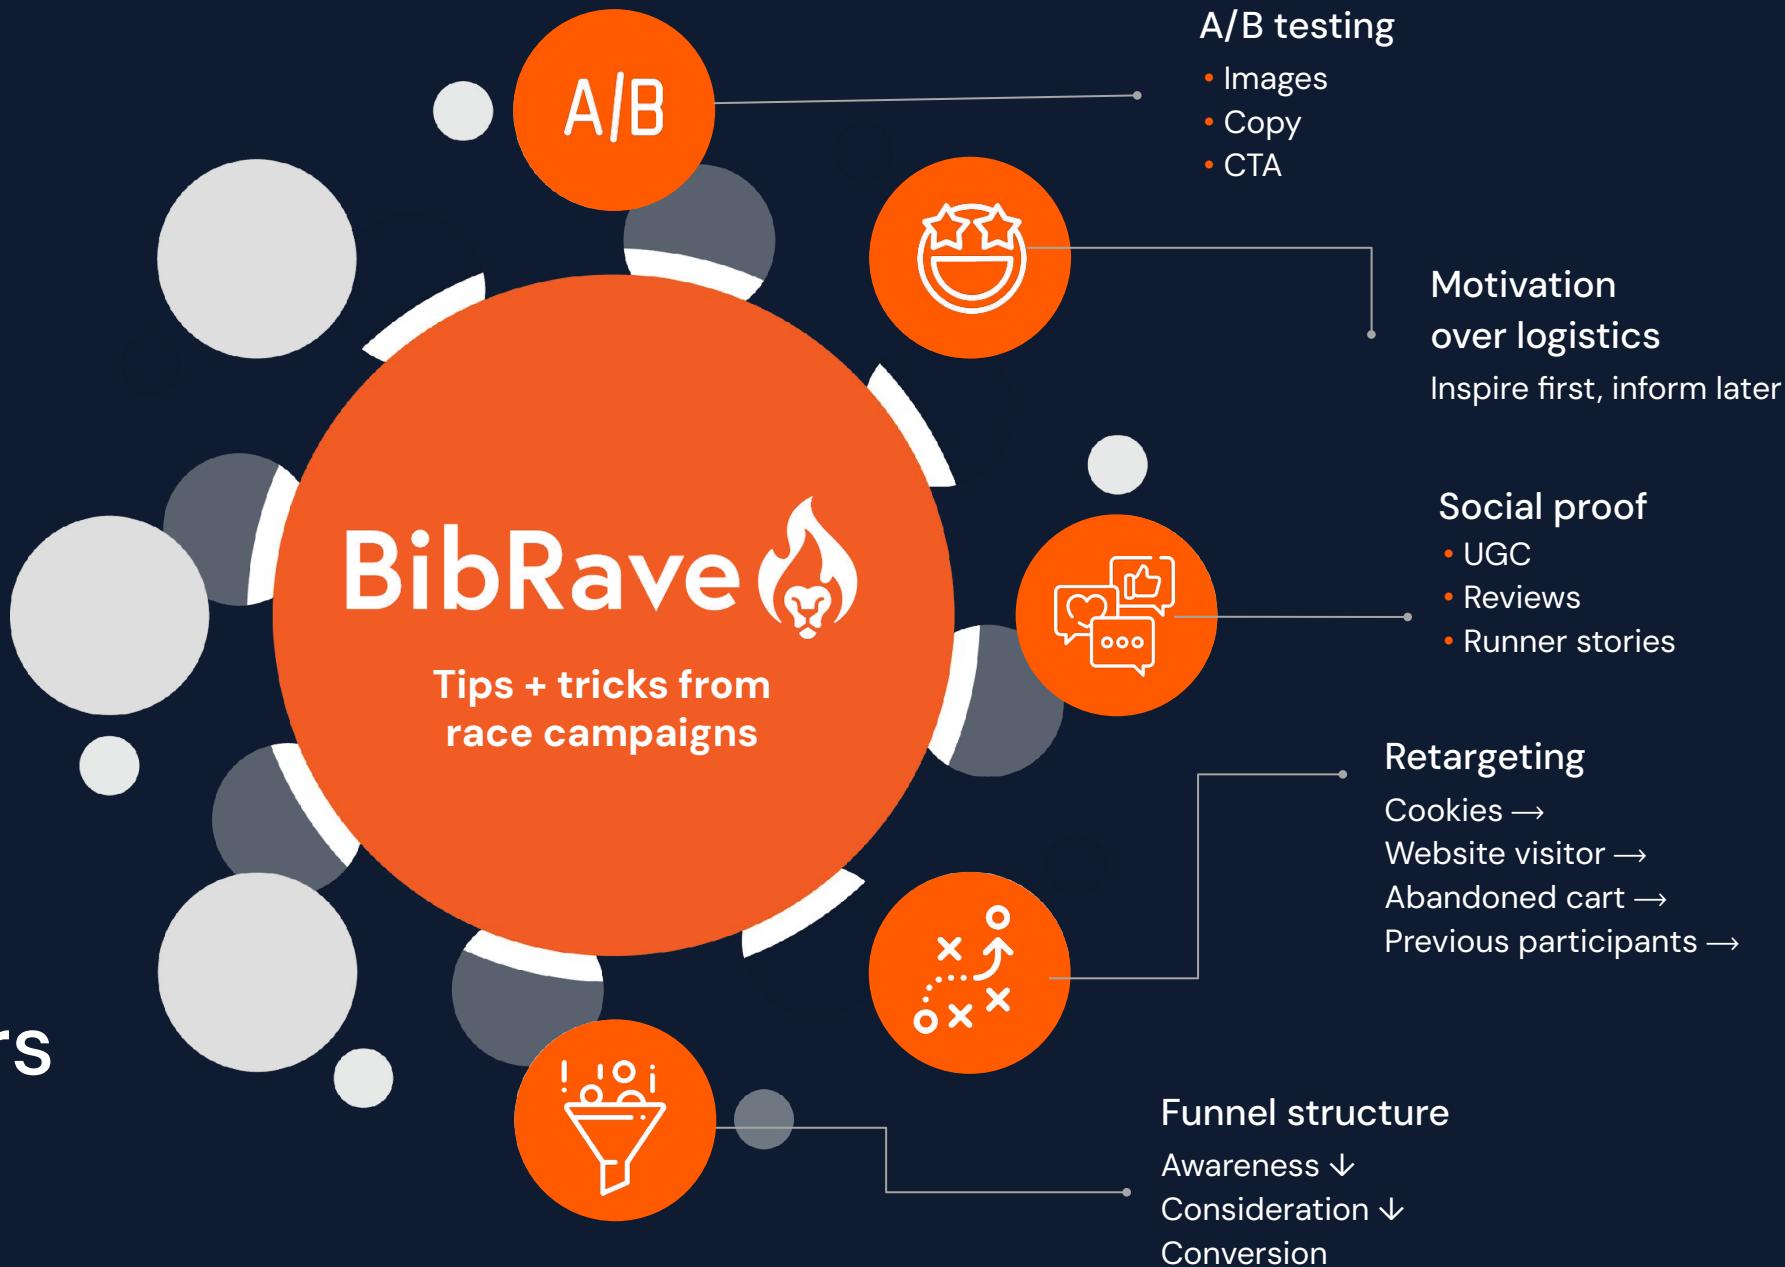 A/B
A/B testing
• Images
• Copy
• CTA
Motivation
over logistics
Inspire first, inform later
BibRave
Tips + tricks from
race campaigns
Social proof
• UGC
• Reviews
• Runner stories
Retargeting
Cookies →
Website visitor →
Abandoned cart →
Previous participants →
rs
Funnel structure
Awareness ↓
Consideration ↓
Conversion